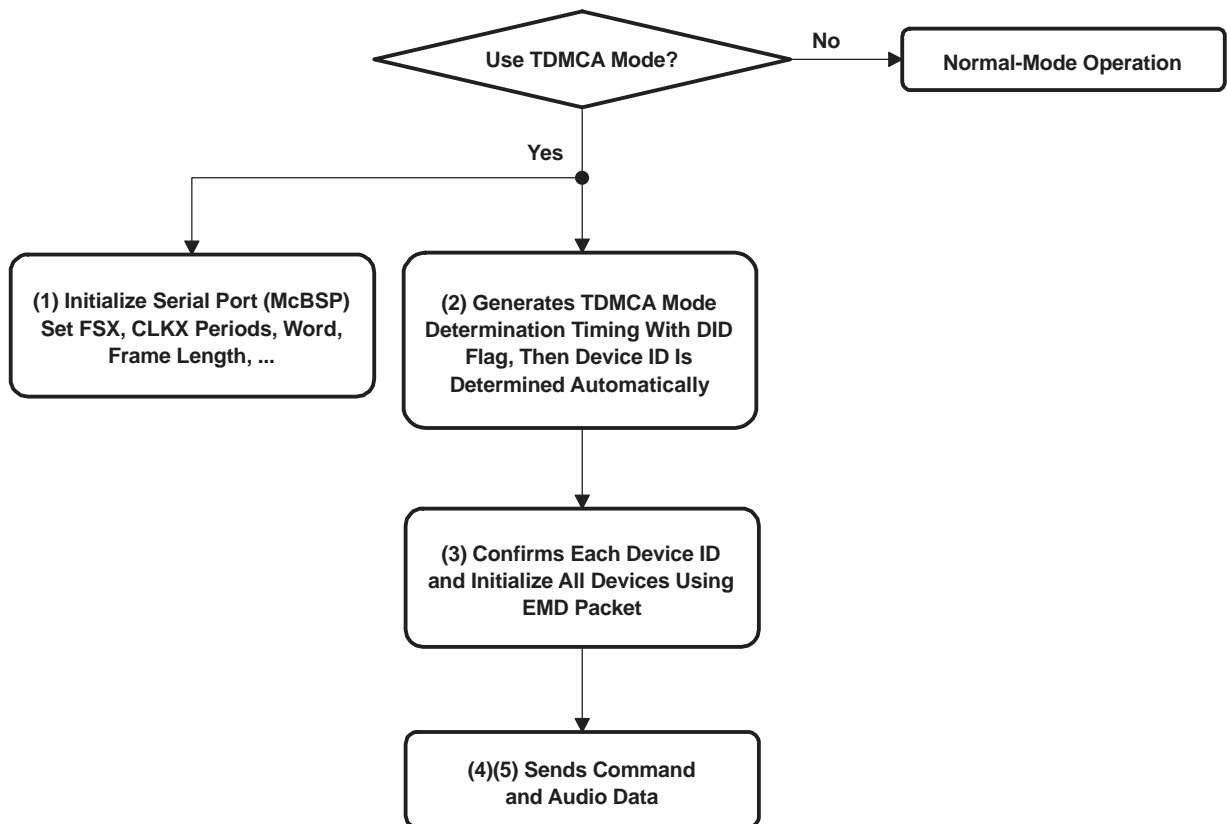 Use TDMCA Mode?
No
Normal-Mode Operation
Yes
(1) Initialize Serial Port (McBSP)
Set FSX, CLKX Periods, Word,
Frame Length, ...
(2) Generates TDMCA Mode
Determination Timing With DID
Flag, Then Device ID Is
Determined Automatically
(3) Confirms Each Device ID
and Initialize All Devices Using
EMD Packet
(4)(5) Sends Command
and Audio Data